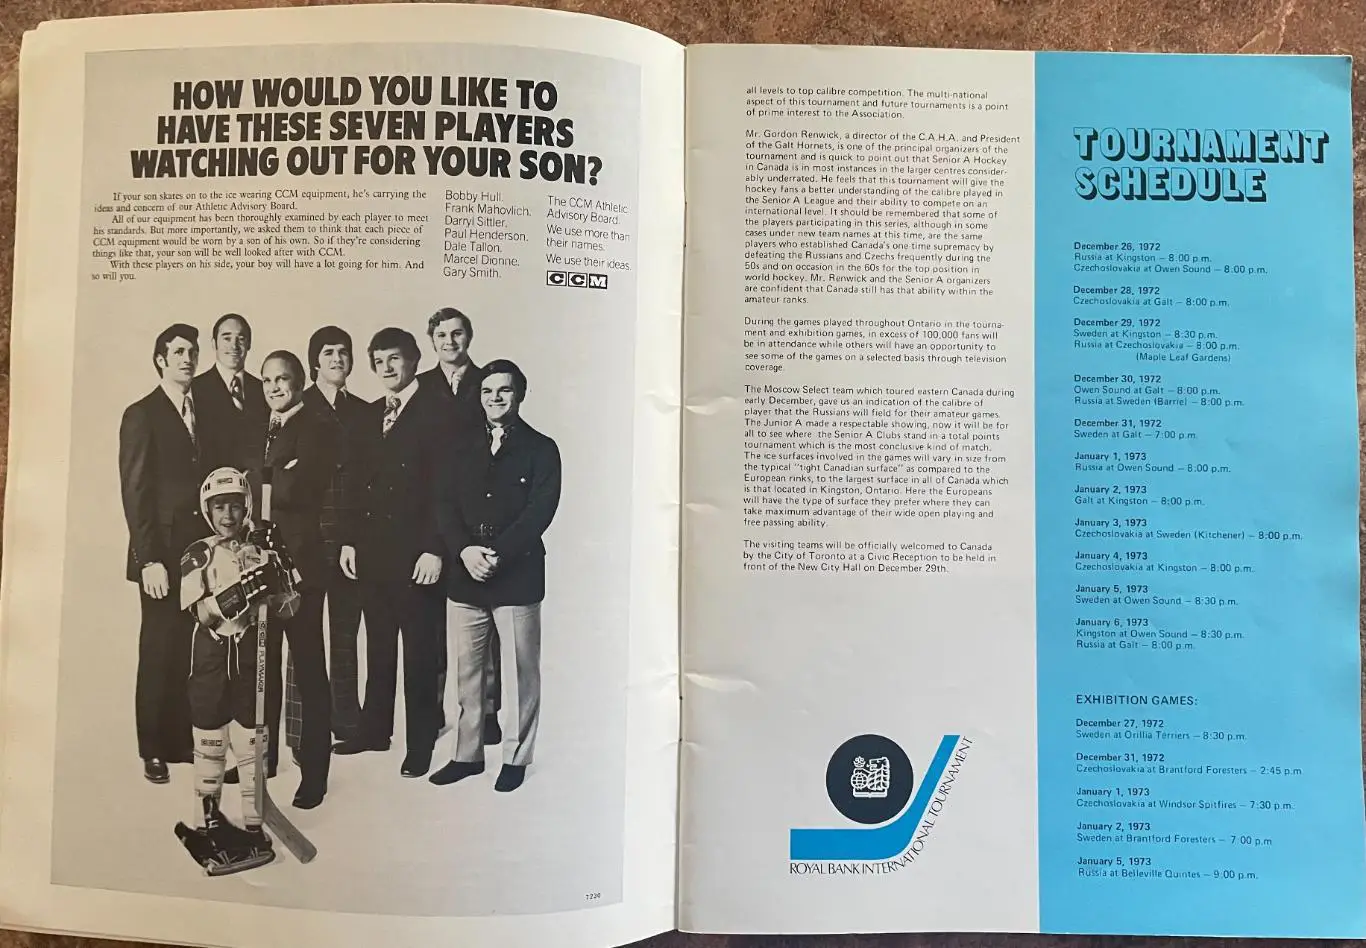 HOW WOULD YOU LIKE TO
HAVE THESE SEVEN PLAYERS
WATCHING OUT FOR YOUR SON?
If your son skates on to the ice wearing CCM equipment, he's carrying the
ideas and concern of our Athletic Advisory Board.
All of our equipment has been thoroughly examined by each player to meet
his standards. But more importantly, we asked them to think that each piece of
CCM equipment would be worn by a son of his own. So if they're considering
things like that, your son will be well looked after with CCM.
With these players on his side, your boy will have a lot going for him. And
so will you.
Bobby Hull.
Frank Mahovlich.
Darryl Sittler.
Paul Henderson.
Dale Tallon.
Marcel Dionne.
Gary Smith.
The CCM Athletic
Advisory Board.
We use more than
their names.
We use their ideas.
CCM
7230
all levels to top calibre competition. The multi-national
aspect of this tournament and future tournaments is a point
of prime interest to the Association.
Mr. Gordon Renwick, a director of the C.A.H.A. and President
of the Galt Hornets, is one of the principal organizers of the
tournament and is quick to point out that Senior A Hockey
in Canada is in most instances in the larger centres consider-
ably underrated. He feels that this tournament will give the
hockey fans a better understanding of the calibre played in
the Senior A League and their ability to compete on an
international level. It should be remembered that some of
the players participating in this series, although in some
cases under new team names at this time, are the same
players who established Canada's one time supremacy by
defeating the Russians and Czechs frequently during the
50s and on occasion in the 60s for the top position in
world hockey. Mr. Renwick and the Senior A organizers
are confident that Canada still has that ability within the
amateur ranks.
During the games played throughout Ontario in the tourna-
ment and exhibition games, in excess of 100,000 fans will
be in attendance while others will have an opportunity to
see some of the games on a selected basis through television
coverage.
The Moscow Select team which toured eastern Canada during
early December, gave us an indication of the calibre of
player that the Russians will field for their amateur games.
The Junior A made a respectable showing, now it will be for
all to see where the Senior A Clubs stand in a total points
tournament which is the most conclusive kind of match.
The ice surfaces involved in the games will vary in size from
the typical "tight Canadian surface" as compared to the
European rinks, to the largest surface in all of Canada which
is that located in Kingston, Ontario. Here the Europeans
will have the type of surface they prefer where they can
take maximum advantage of their wide open playing and
free passing ability.
The visiting teams will be officially welcomed to Canada
by the City of Toronto at a Civic Reception to be held in
front of the New City Hall on December 29th.
ROYAL BANK INTERNATIONAL TOURNAMENT
TOURNAMENT
SCHEDULE
December 26, 1972
Russia at Kingston – 8:00 p.m.
Czechoslovakia at Owen Sound – 8:00 p.m.
December 28, 1972
Czechoslovakia at Galt – 8:00 p.m.
December 29, 1972
Sweden at Kingston – 8:30 p.m.
Russia at Czechoslovakia – 8:00 p.m.
(Maple Leaf Gardens)
December 30, 1972
Owen Sound at Galt – 8:00 p.m.
Russia at Sweden (Barrie) – 8:00 p.m.
December 31, 1972
Sweden at Galt – 7:00 p.m.
January 1, 1973
Russia at Owen Sound – 8:00 p.m.
January 2, 1973
Galt at Kingston – 8:00 p.m.
January 3, 1973
Czechoslovakia at Sweden (Kitchener) – 8:00 p.m.
January 4, 1973
Czechoslovakia at Kingston – 8:00 p.m.
January 5, 1973
Sweden at Owen Sound – 8:30 p.m.
January 6, 1973
Kingston at Owen Sound – 8:30 p.m.
Russia at Galt – 8:00 p.m.
EXHIBITION GAMES:
December 27, 1972
Sweden at Orillia Terriers – 8:30 p.m.
December 31, 1972
Czechoslovakia at Brantford Foresters – 2:45 p.m
January 1, 1973
Czechoslovakia at Windsor Spitfires – 7:30 p.m.
January 2, 1973
Sweden at Brantford Foresters – 7:00 p.m
January 5, 1973
Russia at Belleville Quintes – 9:00 p.m.